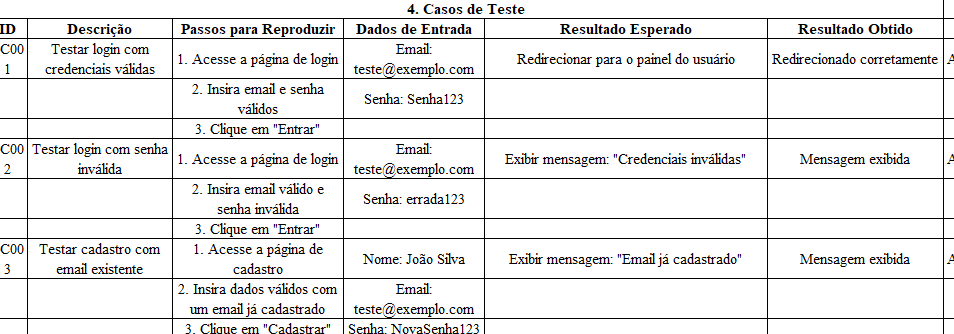 4. Casos de Teste
ID Descrição Passos para Reproduzir Dados de Entrada Resultado Esperado Resultado Obtido
C00 Testar login com 1. Acesse a página de login Email: Redirecionar para o painel do usuário Redirecionado corretamente A
1 credenciais válidas teste@exemplo.com
2. Insira email e senha Senha: Senha123
válidos
3. Clique em "Entrar"
C00 Testar login com senha 1. Acesse a página de login Email: Exibir mensagem: "Credenciais inválidas" Mensagem exibida A
2 inválida teste@exemplo.com
2. Insira email válido e Senha: errada123
senha inválida
3. Clique em "Entrar"
C00 Testar cadastro com 1. Acesse a página de Nome: João Silva Exibir mensagem: "Email já cadastrado" Mensagem exibida A
3 email existente cadastro
2. Insira dados válidos com Email:
um email já cadastrado teste@exemplo.com
3. Clique em "Cadastrar" Senha: NovaSenha123